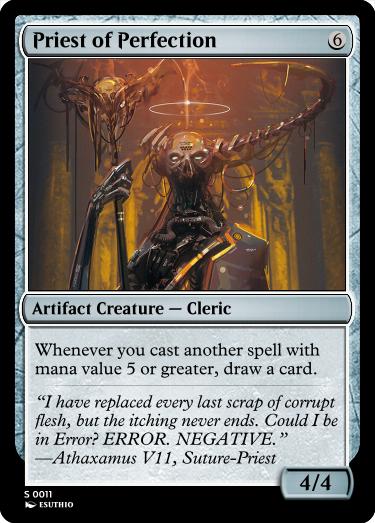 Priest of Perfection 6
Artifact Creature — Cleric
Whenever you cast another spell with
mana value 5 or greater, draw a card.
“I have replaced every last scrap of corrupt
flesh, but the itching never ends. Could I be
in Error? ERROR. NEGATIVE.”
—Athaxamus V11, Suture-Priest
4/4
S 0011
ESUTHIO